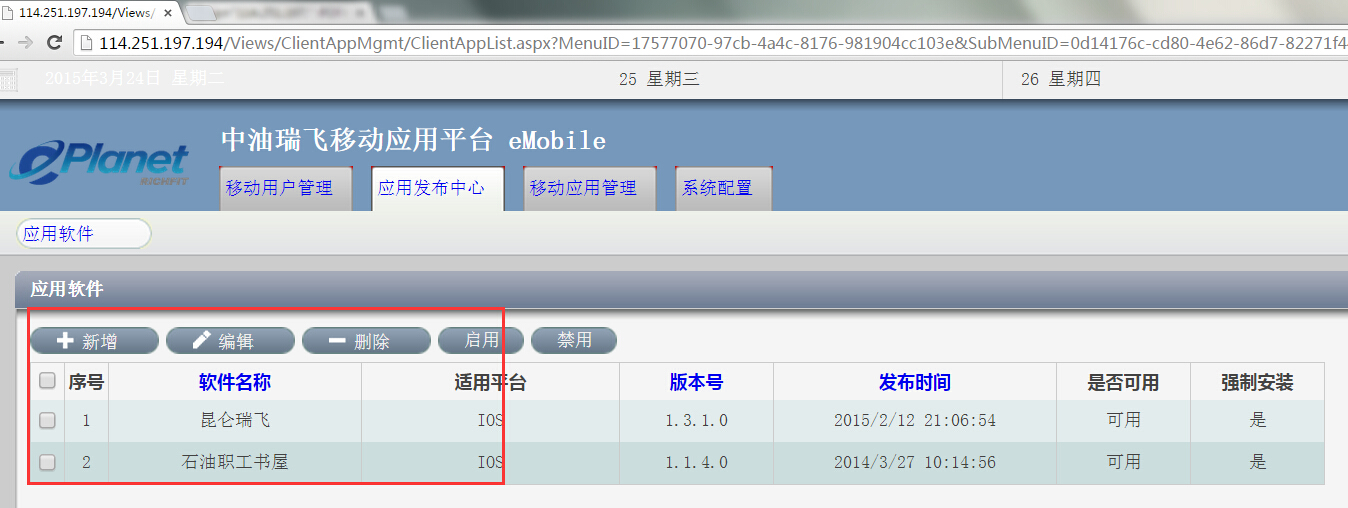 114.251.197.194/Views/
114.251.197.194/Views/ClientAppMgmt/ClientAppList.aspx?MenuID=17577070-97cb-4a4c-8176-981904cc103e&SubMenuID=0d14176c-cd80-4e62-86d7-82271f4
2015年3月24日 星期二 25 星期三 26 星期四
中油瑞飞移动应用平台 eMobile
ePlanet
RICHFIT
移动用户管理 应用发布中心 移动应用管理 系统配置
应用软件
应用软件
新增 编辑 删除 启用 禁用
序号 软件名称 适用平台 版本号 发布时间 是否可用 强制安装
1 昆仑瑞飞 IOS 1.3.1.0 2015/2/12 21:06:54 可用 是
2 石油职工书屋 IOS 1.1.4.0 2014/3/27 10:14:56 可用 是